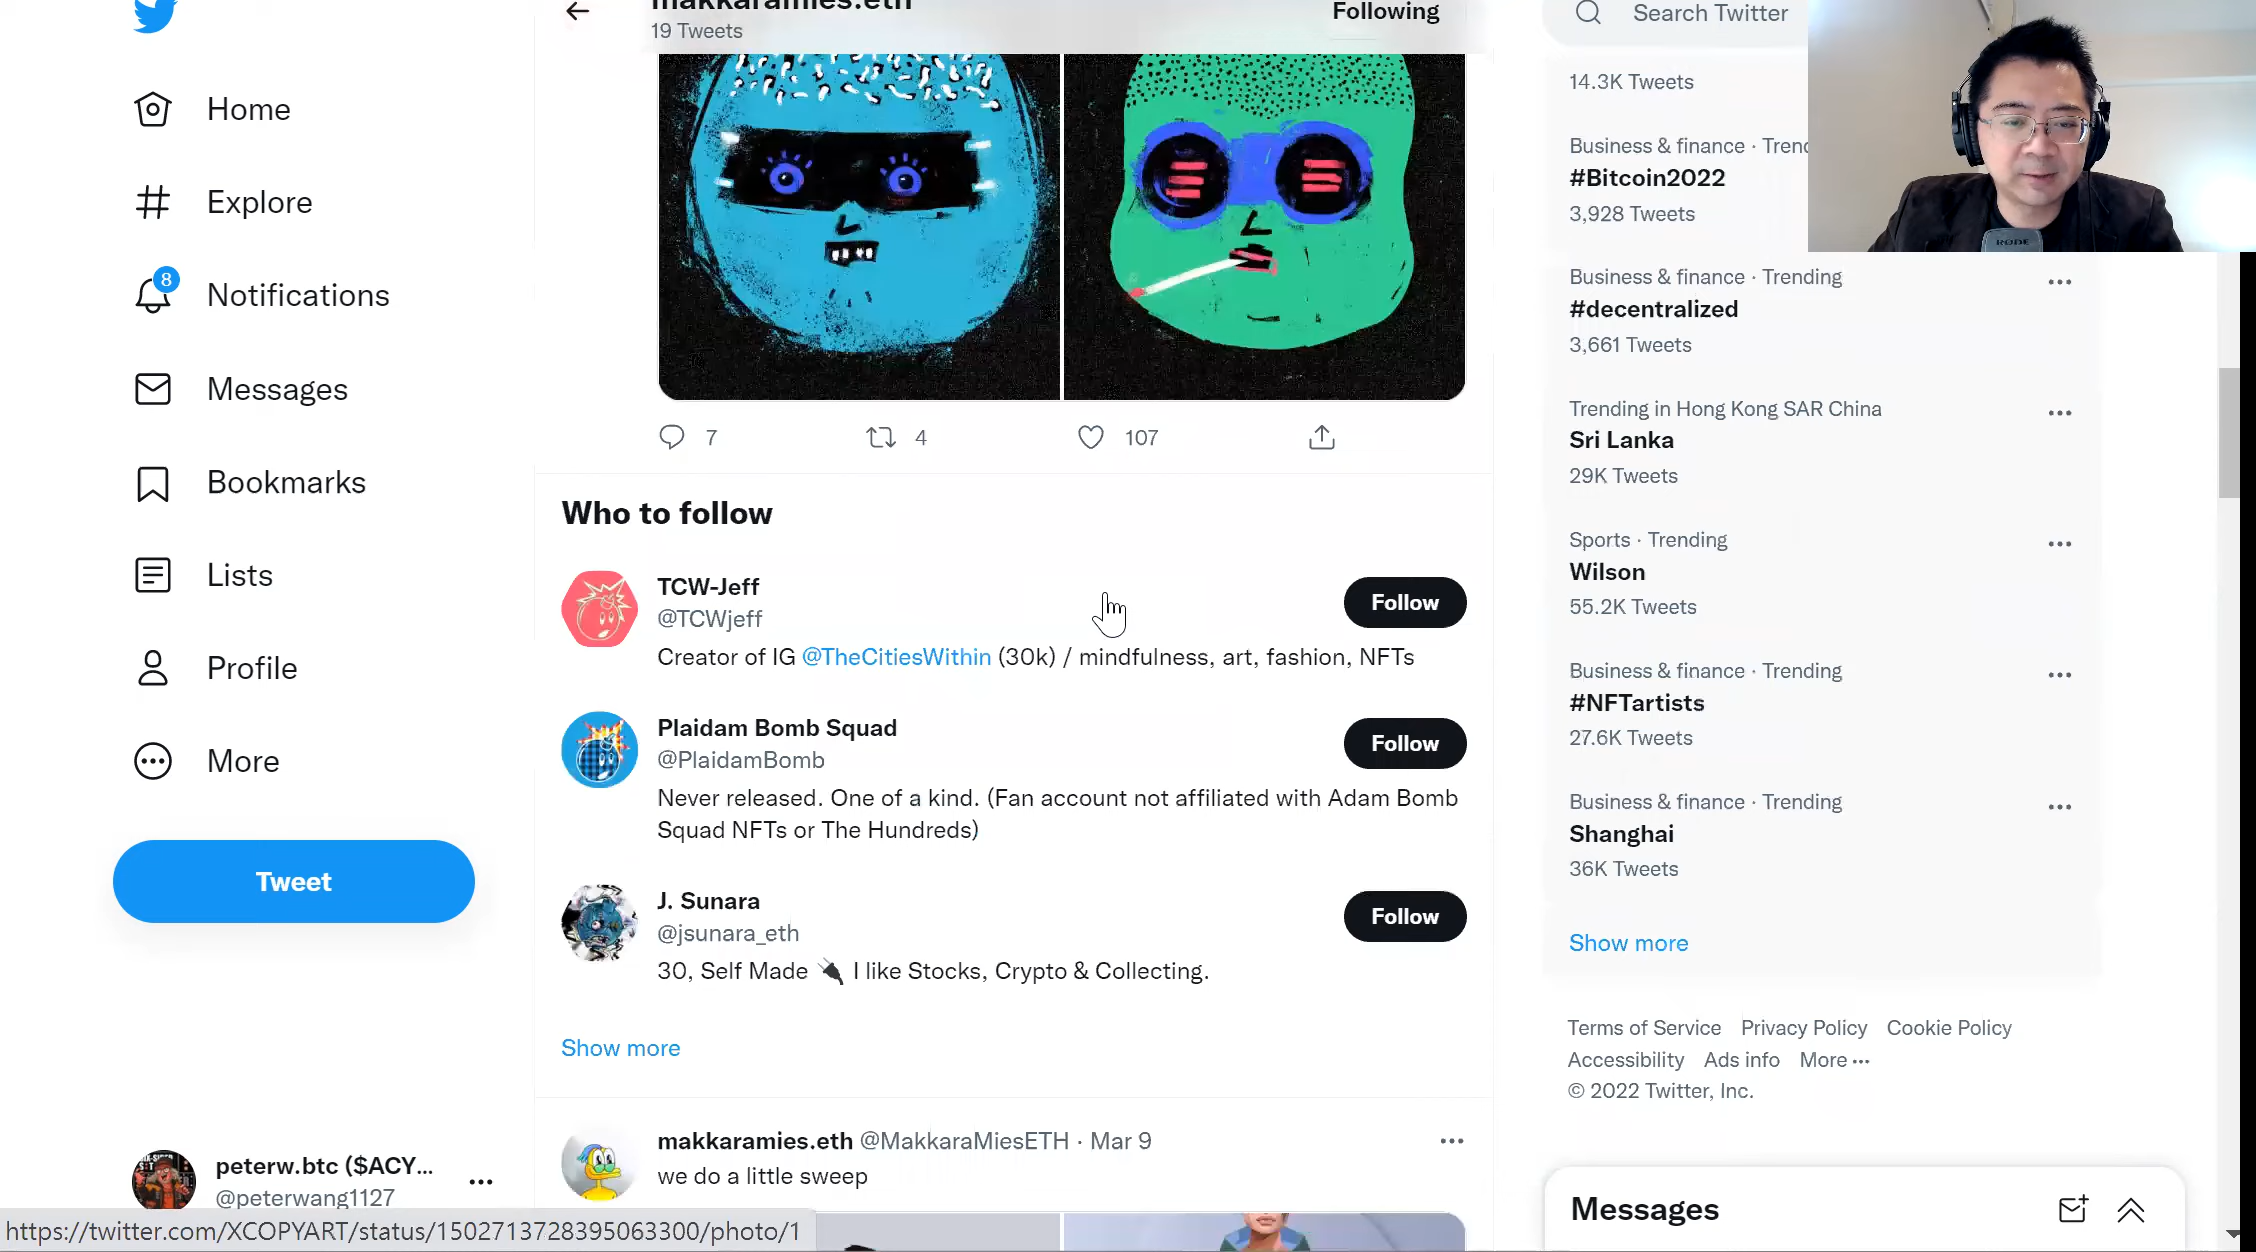 makkaramies.eth
19 Tweets
Following
Home
Explore
8
Notifications
Messages
Bookmarks
Lists
Profile
More
Tweet
peterw.btc ($ACY...
@peterwang1127
https://twitter.com/XCOPYART/status/1502713728395063300/photo/1
7
4
107
Who to follow
TCW-Jeff
@TCWjeff
Follow
Creator of IG @TheCitiesWithin (30k) / mindfulness, art, fashion, NFTs
Plaidam Bomb Squad
@PlaidamBomb
Follow
Never released. One of a kind. (Fan account not affiliated with Adam Bomb
Squad NFTs or The Hundreds)
J. Sunara
@jsunara_eth
Follow
30, Self Made 🔌 I like Stocks, Crypto & Collecting.
Show more
makkaramies.eth @MakkaraMiesETH · Mar 9
we do a little sweep
Search Twitter
14.3K Tweets
Business & finance ·
#Bitcoin2022
3,928 Tweets
Business & finance · Trending
#decentralized
3,661 Tweets
Trending in Hong Kong SAR China
Sri Lanka
29K Tweets
Sports · Trending
Wilson
55.2K Tweets
Business & finance · Trending
#NFTartists
27.6K Tweets
Business & finance · Trending
Shanghai
36K Tweets
Show more
Terms of Service Privacy Policy Cookie Policy
Accessibility Ads info More ...
© 2022 Twitter, Inc.
Messages
RODE